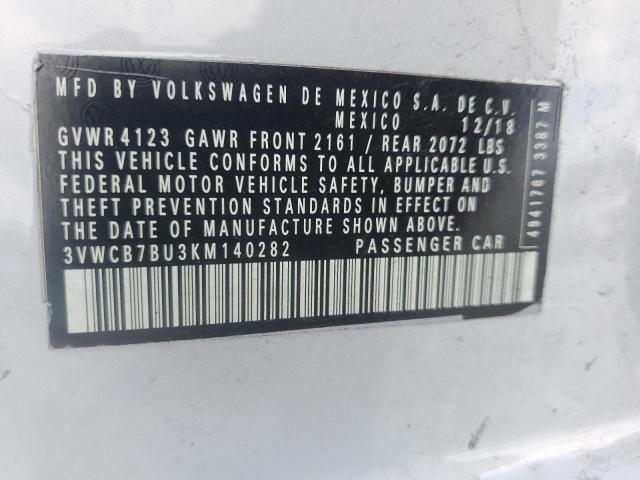 MFD BY VOLKSWAGEN DE MEXICO S.A. DE C.V.
MEXICO 12/18
GVWR 4123 GAWR FRONT 2161 / REAR 2072 LBS
THIS VEHICLE CONFORMS TO ALL APPLICABLE U.S.
FEDERAL MOTOR VEHICLE SAFETY, BUMPER AND
THEFT PREVENTION STANDARDS IN EFFECT ON
THE DATE OF MANUFACTURE SHOWN ABOVE.
3VWCB7BU3KM140282 PASSENGER CAR
4941767 3387 M